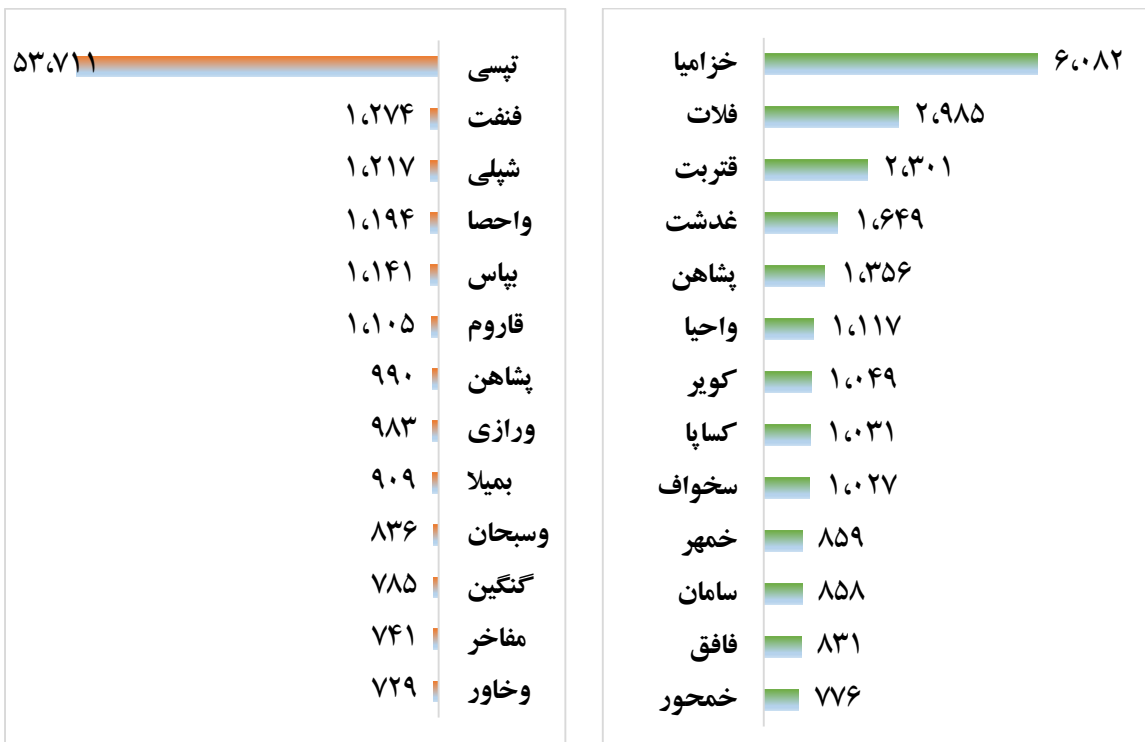 خزامیا ۶،۰۸۲
فلات ۲،۹۸۵
قتربت ۲،۳۰۱
غدشت ۱،۶۴۹
پشاهن ۱،۳۵۶
واحیا ۱،۱۱۷
کویر ۱،۰۴۹
کساپا ۱،۰۳۱
سخواف ۱،۰۲۷
خمهر ۸۵۹
سامان ۸۵۸
فافق ۸۳۱
خمحور ۷۷۶
تپسی ۵۳،۷۱۱
فنفت ۱،۲۷۴
شپلی ۱،۲۱۷
واحصا ۱،۱۹۴
بپاس ۱،۱۴۱
قاروم ۱،۱۰۵
پشاهن ۹۹۰
ورازی ۹۸۳
بمیلا ۹۰۹
وسبحان ۸۳۶
گنگین ۷۸۵
مفاخر ۷۴۱
وخاور ۷۲۹